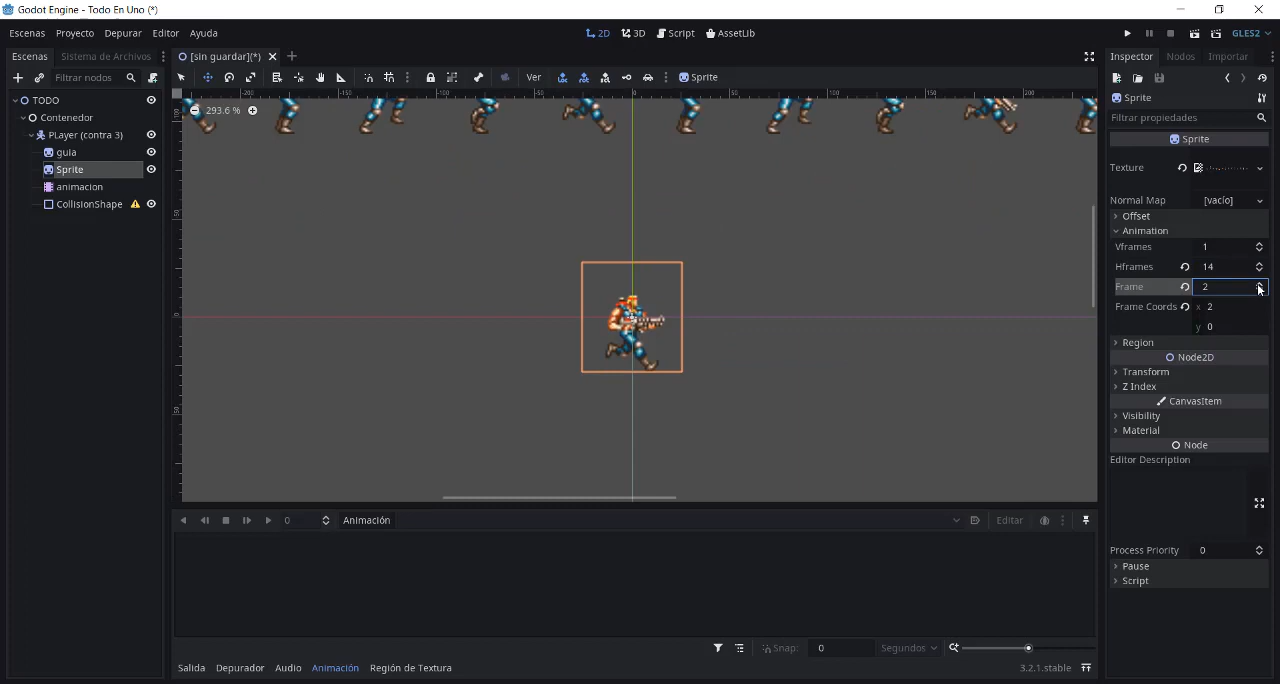 Godot Engine - Todo En Uno (*)
Escenas Proyecto Depurar Editor Ayuda
2D 3D Script AssetLib
GLES2
Escenas Sistema de Archivos
[sin guardar](*)
Inspector Nodos Importar
Filtrar nodos
Ver
Sprite
Sprite
Filtrar propiedades
TODO
Contenedor
PLayer (contra 3)
guia
Sprite
animacion
CollisionShape
293.6 %
Sprite
Texture
Normal Map [vacío]
Offset
Animation
Vframes 1
Hframes 14
Frame 2
Frame Coords x 2
y 0
Region
Node2D
Transform
Z Index
CanvasItem
Visibility
Material
Node
Editor Description
Process Priority 0
Pause
Script
0 Animación Editar
Snap: 0 Segundos
Salida Depurador Audio Animación Región de Textura
3.2.1.stable